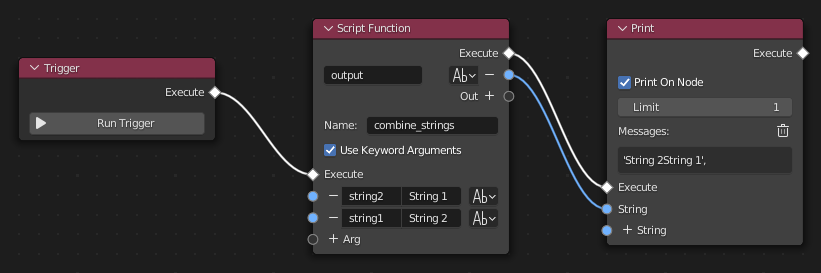 Trigger
Execute
Run Trigger
Script Function
Execute
output Ab
Out +
Name: combine_strings
Use Keyword Arguments
Execute
string2 String 1 Ab
string1 String 2 Ab
+ Arg
Print
Execute
Print On Node
Limit 1
Messages:
'String 2String 1',
Execute
String
+ String